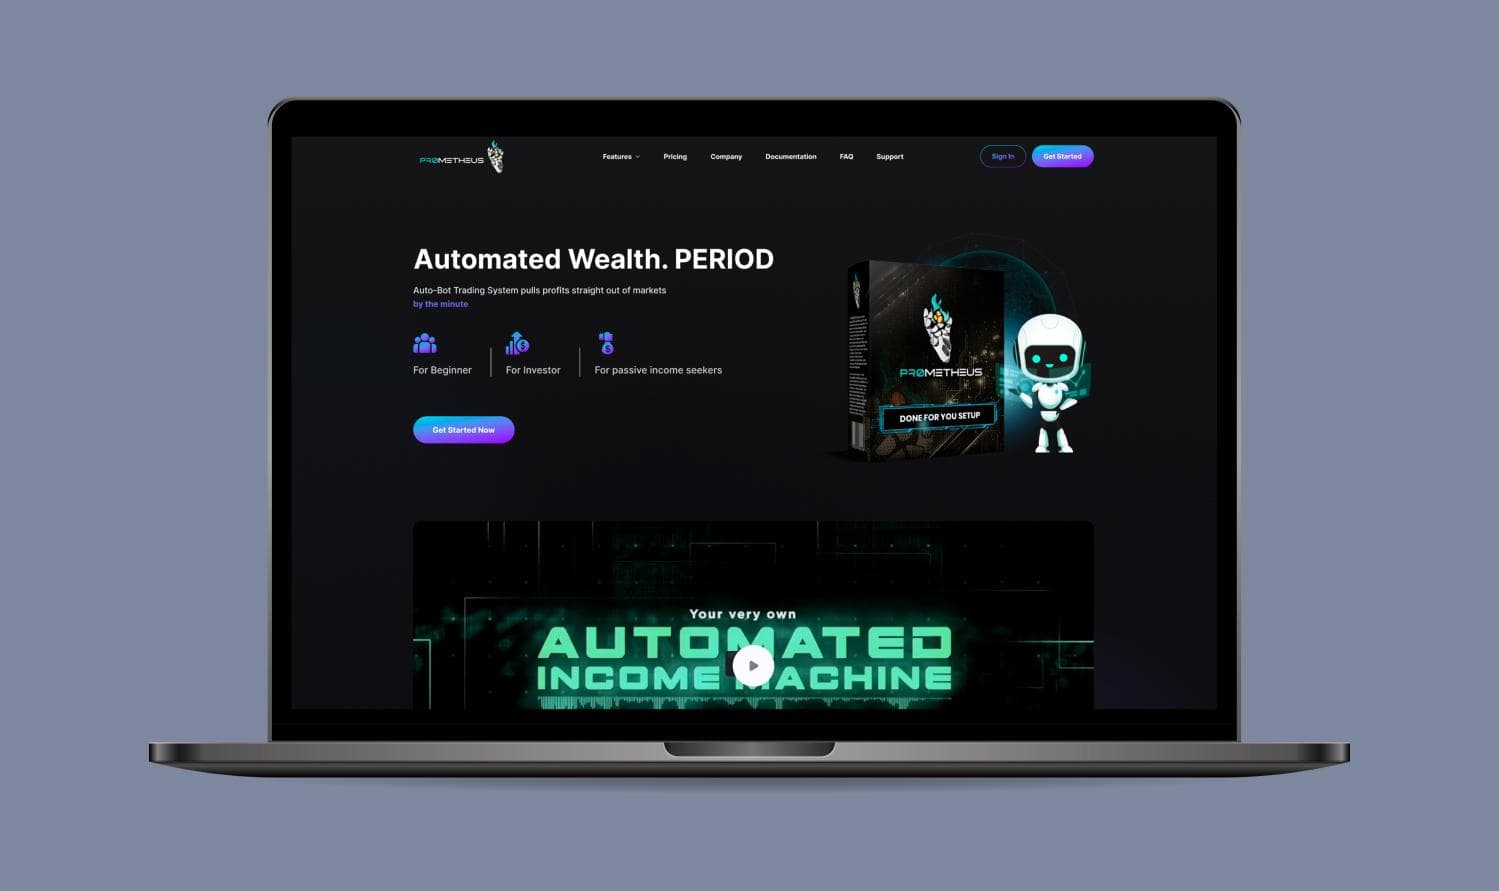 PRØMETHEUS
Features
Pricing
Company
Documentation
FAQ
Support
Sign In
Get Started
Automated Wealth. PERIOD
Auto-Bot Trading System pulls profits straight out of markets
by the minute
For Beginner
For Investor
For passive income seekers
Get Started Now
PRØMETHEUS
DONE FOR YOU SETUP
Your very own
AUTOMATED
INCOME MACHINE